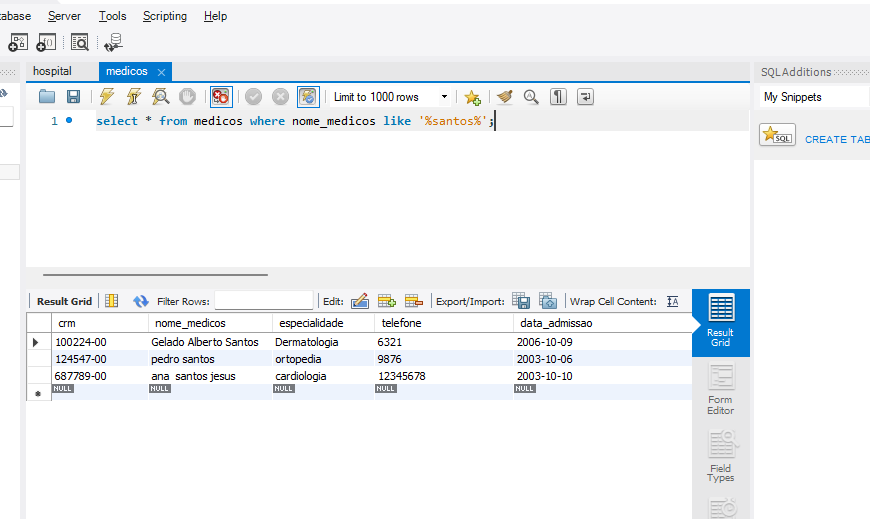 tabase Server Tools Scripting Help
hospital medicos SQLAdditions
Limit to 1000 rows My Snippets
1 select * from medicos where nome_medicos like '%santos%';
SQL CREATE TAB
Result Grid Filter Rows: Edit: Export/Import: Wrap Cell Content: IA
crm nome_medicos especialidade telefone data_admissao
100224-00 Gelado Alberto Santos Dermatologia 6321 2006-10-09
124547-00 pedro santos ortopedia 9876 2003-10-06
687789-00 ana santos jesus cardiologia 12345678 2003-10-10
NULL NULL NULL NULL NULL
Result
Grid
Form
Editor
Field
Types